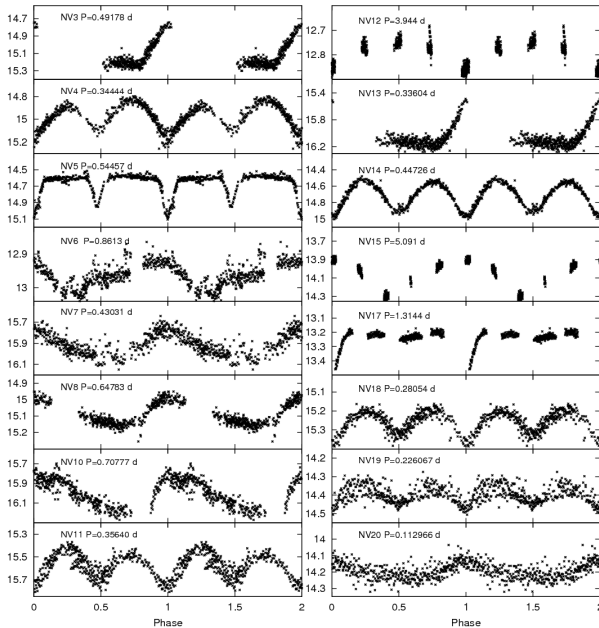 NV3 P=0.49178 d
14.7
14.9
15.1
15.3
NV4 P=0.34444 d
14.8
15
15.2
NV5 P=0.54457 d
14.5
14.7
14.9
15.1
NV6 P=0.8613 d
12.9
13
NV7 P=0.43031 d
15.7
15.9
16.1
NV8 P=0.64783 d
14.9
15
15.1
15.2
NV10 P=0.70777 d
15.7
15.9
16.1
NV11 P=0.35640 d
15.3
15.5
15.7
0 0.5 1 1.5 2
Phase
NV12 P=3.944 d
12.6
12.8
NV13 P=0.33604 d
15.4
15.8
16.2
NV14 P=0.44726 d
14.4
14.6
14.8
15
NV15 P=5.091 d
13.7
13.9
14.1
14.3
NV17 P=1.3144 d
13.0
13.2
13.4
NV18 P=0.28054 d
15.1
15.2
15.3
NV19 P=0.226067 d
14.2
14.3
14.4
14.5
NV20 P=0.112966 d
14
14.1
14.2
14.3
0 0.5 1 1.5 2
Phase